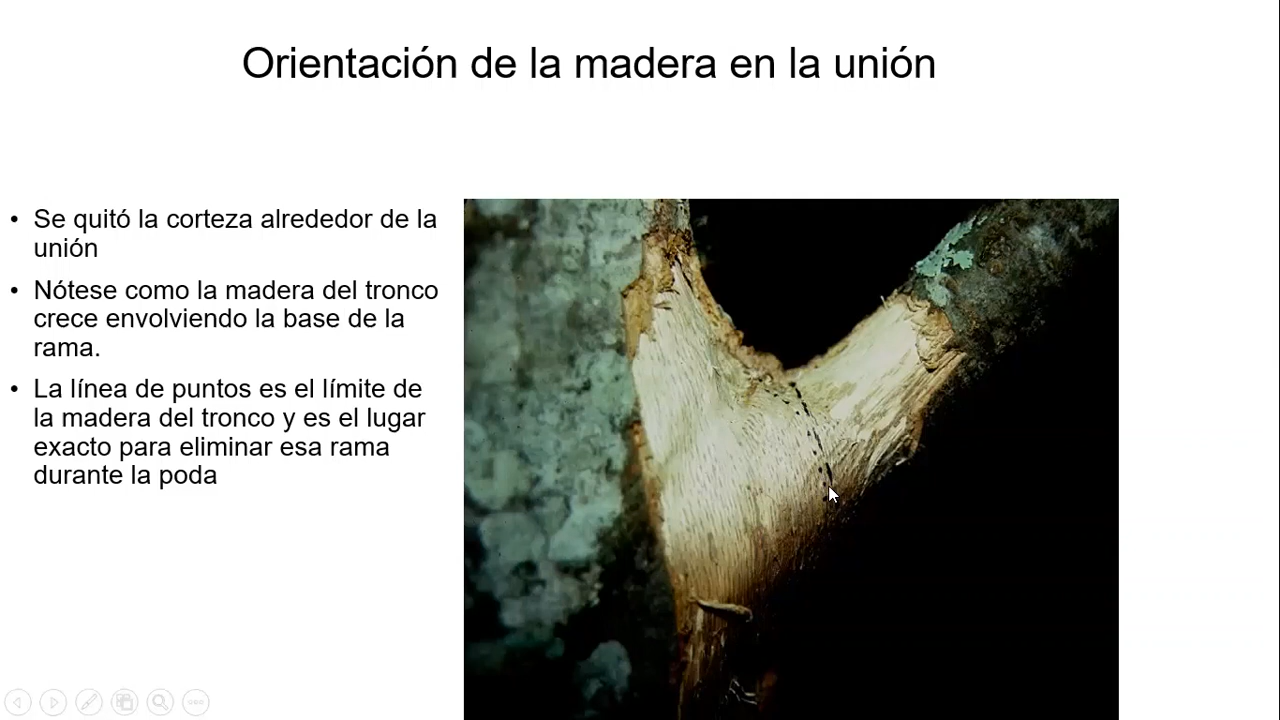 Orientación de la madera en la unión
• Se quitó la corteza alrededor de la
unión
• Nótese como la madera del tronco
crece envolviendo la base de la
rama.
• La línea de puntos es el límite de
la madera del tronco y es el lugar
exacto para eliminar esa rama
durante la poda